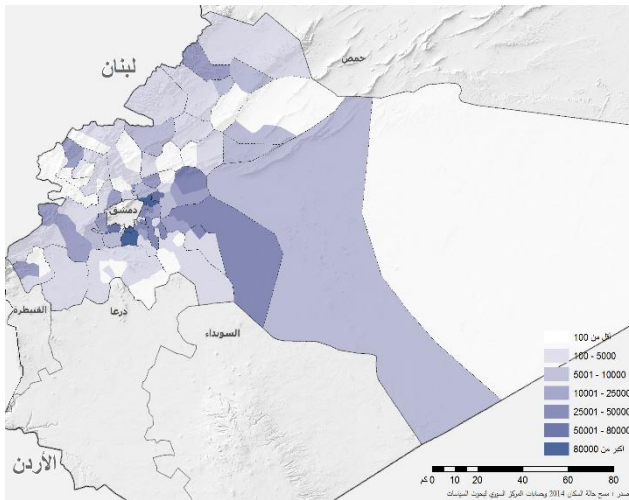 لبنان
حمص
دمشق
القنيطرة
درعا
السويداء
الأردن
اقل من 100
100 - 5000
5001 - 10000
10001 - 25000
25001 - 50000
50001 - 80000
اكبر من 80000
80 60 40 20 10 0 كم
مصدر : مسح حالة السكان 2014 وحسابات المركز السوري لبحوث السياسات